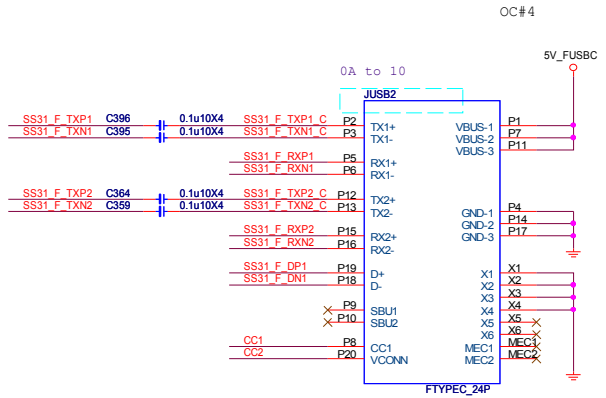 OC#4
5V_FUSBC
0A to 10
JUSB2
SS31_F_TXP1 C396 0.1u10X4 SS31_F_TXP1_C P2 TX1+ VBUS-1 P1
SS31_F_TXN1 C395 0.1u10X4 SS31_F_TXN1_C P3 TX1- VBUS-2 P7
VBUS-3 P11
SS31_F_RXP1 P5 RX1+
SS31_F_RXN1 P6 RX1-
SS31_F_TXP2 C364 0.1u10X4 SS31_F_TXP2_C P12 TX2+
SS31_F_TXN2 C359 0.1u10X4 SS31_F_TXN2_C P13 TX2- GND-1 P4
GND-2 P14
SS31_F_RXP2 P15 RX2+ GND-3 P17
SS31_F_RXN2 P16 RX2-
SS31_F_DP1 P19 D+ X1 X1
SS31_F_DN1 P18 D- X2 X2
X3 X3
P9 SBU1 X4 X4
P10 SBU2 X5 X5
X6 X6
CC1 P8 CC1 MEC1 MEC1
CC2 P20 VCONN MEC2 MEC2
FTYPEC_24P